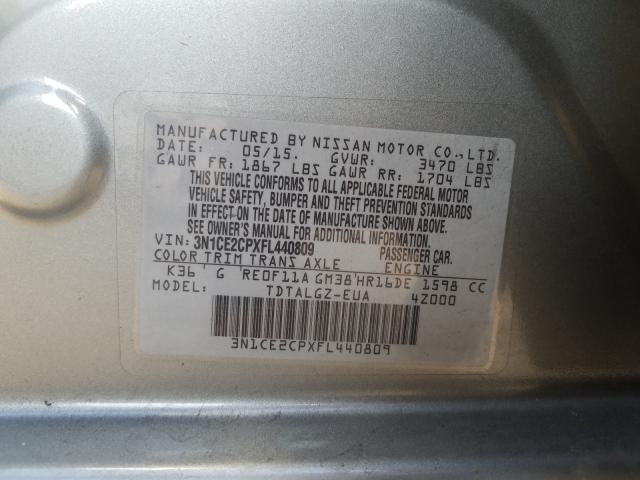 MANUFACTURED BY NISSAN MOTOR CO.,LTD.
DATE: 05/15. GVWR: 3470 LBS
GAWR FR: 1867 LBS GAWR RR: 1704 LBS
THIS VEHICLE CONFORMS TO ALL APPLICABLE FEDERAL MOTOR
VEHICLE SAFETY, BUMPER AND THEFT PREVENTION STANDARDS
IN EFFECT ON THE DATE OF MANUFACTURE SHOWN ABOVE.
SEE OWNER'S MANUAL FOR ADDITIONAL INFORMATION.
VIN: 3N1CE2CPXFL440809 PASSENGER CAR.
COLOR TRIM TRANS AXLE ENGINE
K36 ' G 'RE0F11A GM38'HR16DE 1598 CC
MODEL: TDTALGZ-EUA 4Z000
3N1CE2CPXFL440809